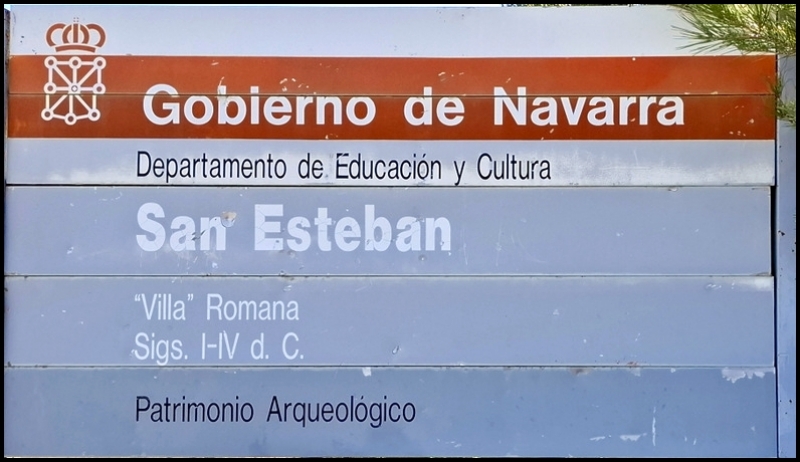 Gobierno de Navarra
Departamento de Educación y Cultura
San Esteban
“Villa” Romana
Sigs. I-IV d. C.
Patrimonio Arqueológico